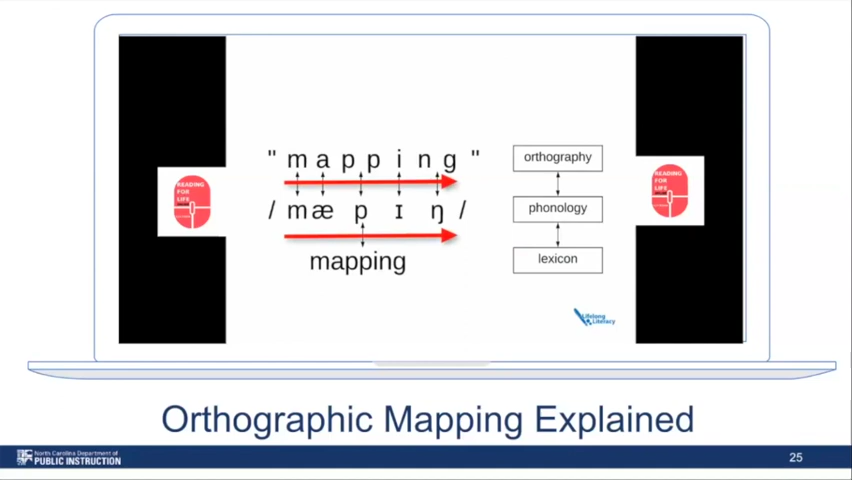 READING
FOR
LIFE
" m a p p i n g "
/ m æ p ɪ ŋ /
mapping
orthography
phonology
lexicon
Lifelong
Literacy
READING
FOR
LIFE
Orthographic Mapping Explained
North Carolina Department of
PUBLIC INSTRUCTION
25